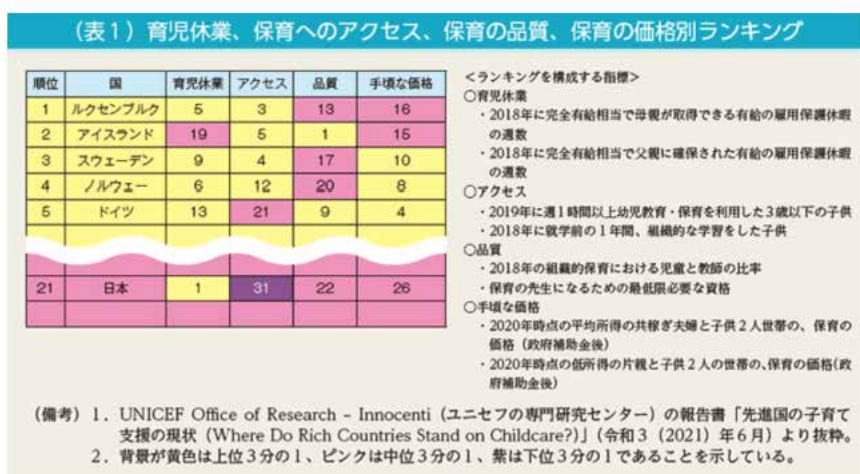 (表1)育児休業、保育へのアクセス、保育の品質、保育の価格別ランキング
順位 国 育児休業 アクセス 品質 手頃な価格
1 ルクセンブルク 5 3 13 16
2 アイスランド 19 5 1 15
3 スウェーデン 9 4 17 10
4 ノルウェー 6 12 20 8
5 ドイツ 13 21 9 4
21 日本 1 31 22 26
<ランキングを構成する指標>
○育児休業
・2018年に完全有給相当で母親が取得できる有給の雇用保護休暇
の週数
・2018年に完全有給相当で父親に確保された有給の雇用保護休暇
の週数
○アクセス
・2019年に週1時間以上幼児教育・保育を利用した3歳以下の子供
・2018年に就学前の1年間、組織的な学習をした子供
○品質
・2018年の組織的保育における児童と教師の比率
・保育の先生になるための最低限必要な資格
○手頃な価格
・2020年時点の平均所得の共稼ぎ夫婦と子供2人世帯の、保育の
価格(政府補助金後)
・2020年時点の低所得の片親と子供2人の世帯の、保育の価格(政
府補助金後)
(備考)1.UNICEF Office of Research – Innocenti(ユニセフの専門研究センター)の報告書「先進国の子育て
支援の現状(Where Do Rich Countries Stand on Childcare?)」(令和3(2021)年6月)より抜粋。
2.背景が黄色は上位3分の1、ピンクは中位3分の1、紫は下位3分の1であることを示している。